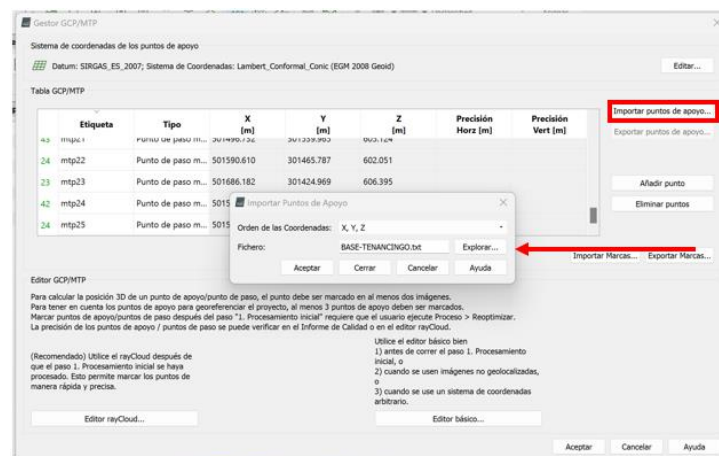 Gestor GCP/MTP
Sistema de coordenadas de los puntos de apoyo
Datum: SIRGAS_ES_2007; Sistema de Coordenadas: Lambert_Conformal_Conic (EGM 2008 Geoid)
Editar...
Tabla GCP/MTP
Etiqueta Tipo X [m] Y [m] Z [m] Precisión Horz [m] Precisión Vert [m]
Importar puntos de apoyo...
Exportar puntos de apoyo...
43 mtp21 Punto de paso m... 501496.752
24 mtp22 Punto de paso m... 501590.610 301465.787 602.051
23 mtp23 Punto de paso m... 501686.182 301424.969 606.395
Añadir punto
42 mtp24 Punto de paso m... 5015
Eliminar puntos
24 mtp25 Punto de paso m... 5015
Importar Puntos de Apoyo
Orden de las Coordenadas: X, Y, Z
Fichero: BASE-TENANCINGO.txt Explorar...
Aceptar Cerrar Cancelar Ayuda
Importar Marcas... Exportar Marcas...
Editor GCP/MTP
Para calcular la posición 3D de un punto de apoyo/punto de paso, el punto debe ser marcado en al menos dos imágenes.
Para tener en cuenta los puntos de apoyo para georeferenciar el proyecto, al menos 3 puntos de apoyo deben ser marcados.
Marcar puntos de apoyo/puntos de paso después del paso "1. Procesamiento inicial" requiere que el usuario ejecute Proceso > Reoptimizar.
La precisión de los puntos de apoyo / puntos de paso se puede verificar en el Informe de Calidad o en el editor rayCloud.
(Recomendado) Utilice el rayCloud después de
que el paso 1. Procesamiento inicial se haya
procesado. Esto permite marcar los puntos de
manera rápida y precisa.
Utilice el editor básico bien
1) antes de correr el paso 1. Procesamiento
inicial, o
2) cuando se usen imágenes no geolocalizadas,
o
3) cuando se use un sistema de coordenadas
arbitrario.
Editor rayCloud...
Editor básico...
Aceptar Cancelar Ayuda